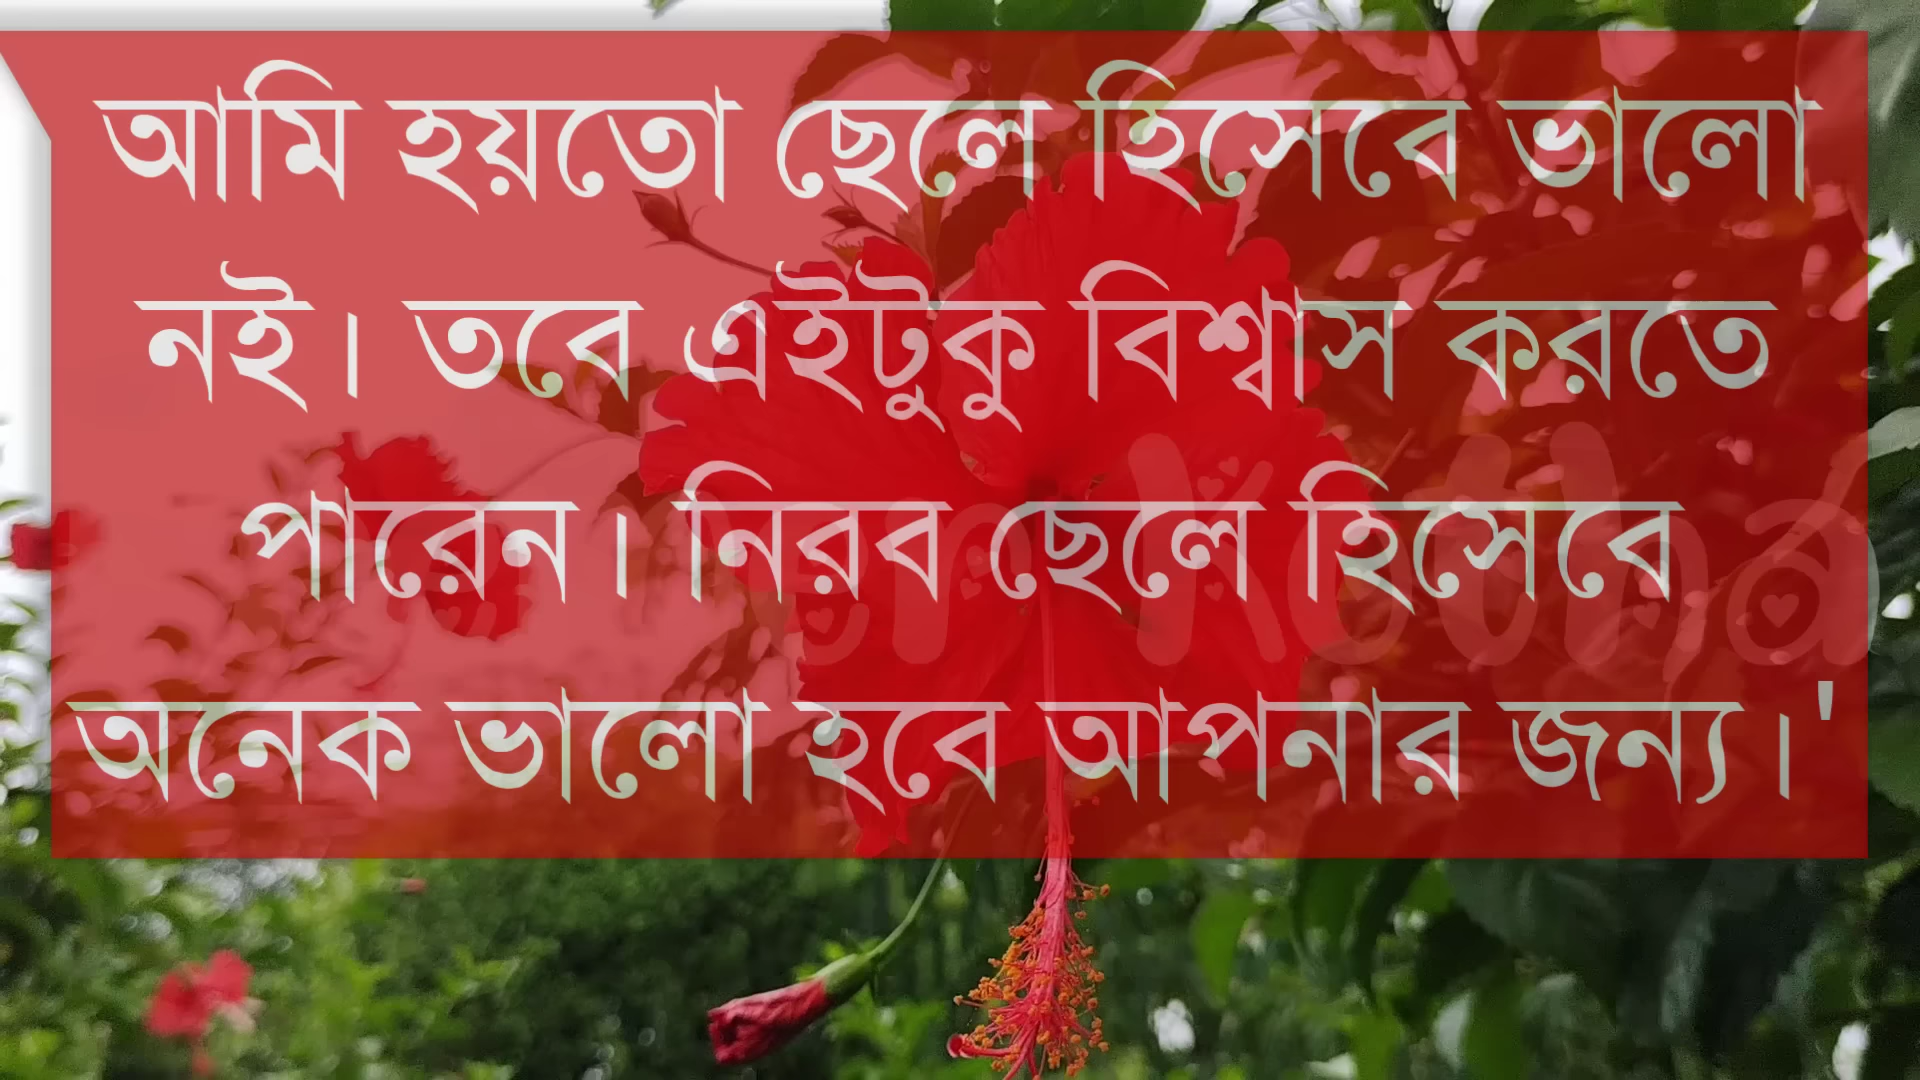 আমি হয়তো ছেলে হিসেবে ভালো
নই। তবে এইটুকু বিশ্বাস করতে
পারেন। নিরব ছেলে হিসেবে
অনেক ভালো হবে আপনার জন্য।'